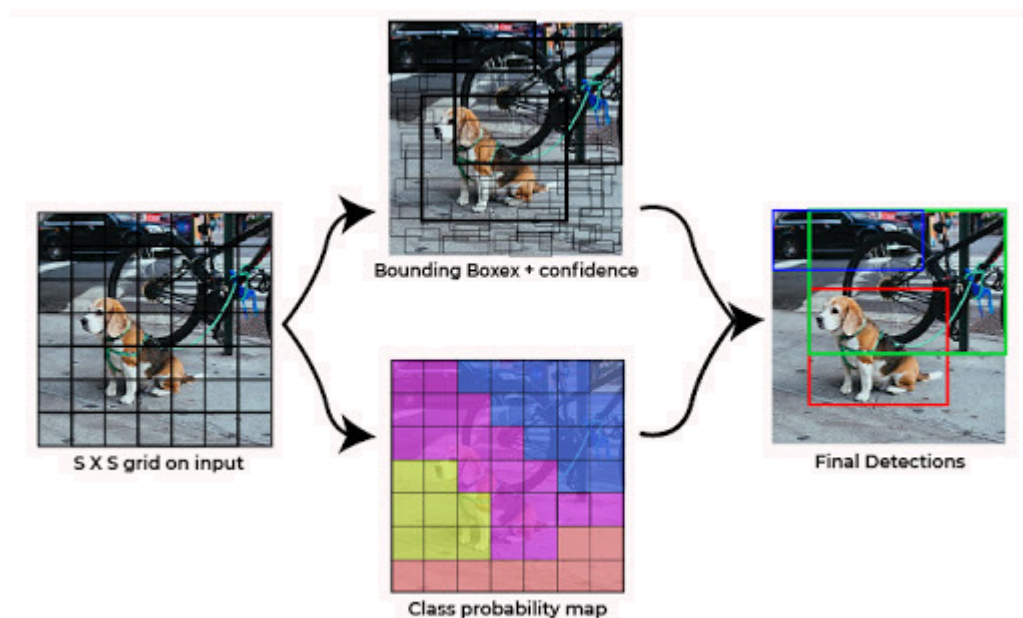 Bounding Boxex + confidence
S X S grid on input
Final Detections
Class probability map